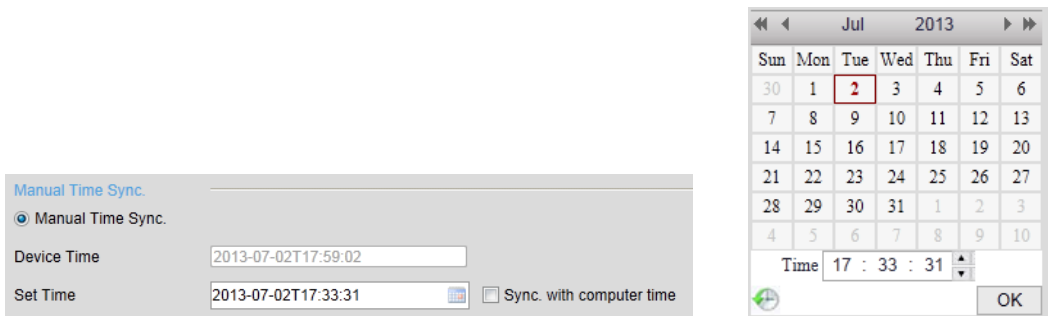 Manual Time Sync.
Manual Time Sync.
Device Time 2013-07-02T17:59:02
Set Time 2013-07-02T17:33:31 Sync. with computer time
Jul 2013
Sun Mon Tue Wed Thu Fri Sat
30 1 2 3 4 5 6
7 8 9 10 11 12 13
14 15 16 17 18 19 20
21 22 23 24 25 26 27
28 29 30 31 1 2 3
4 5 6 7 8 9 10
Time 17 : 33 : 31
OK